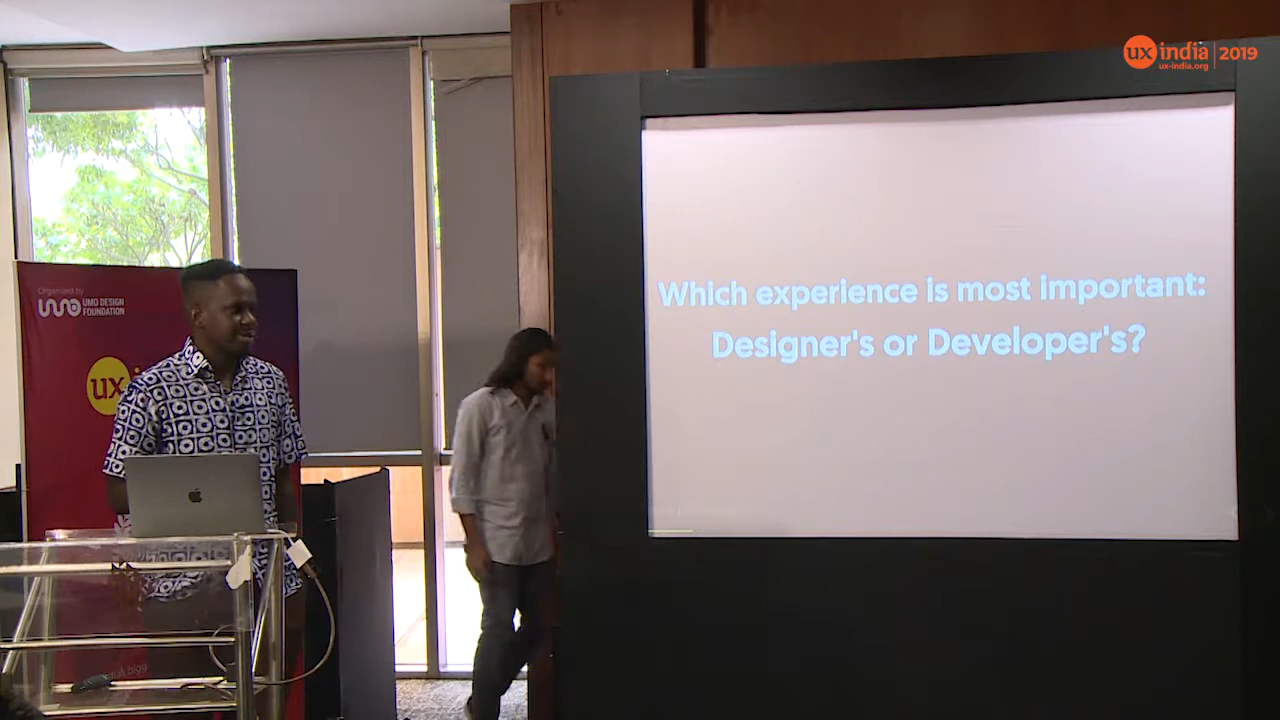 ux india 2019
ux-india.org
Which experience is most important:
Designer's or Developer's?
Organized by
UMO DESIGN
FOUNDATION
ux